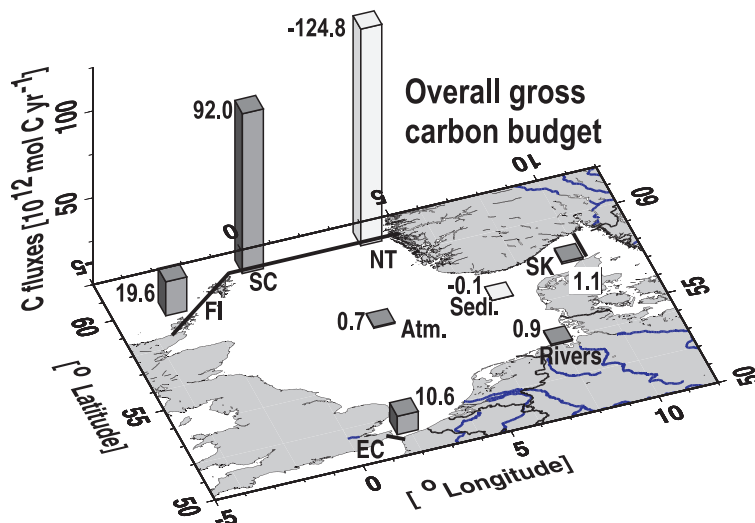 -124.8
Overall gross
carbon budget
92.0
C fluxes [10¹² mol C yr⁻¹]
100
50
-5
0
5
10
60
55
50
19.6
FI
SC
NT
SK
1.1
-0.1
Sedi.
0.7
Atm.
0.9
Rivers
10.6
EC
60
55
50
[° Latitude]
-5
0
5
10
[° Longitude]